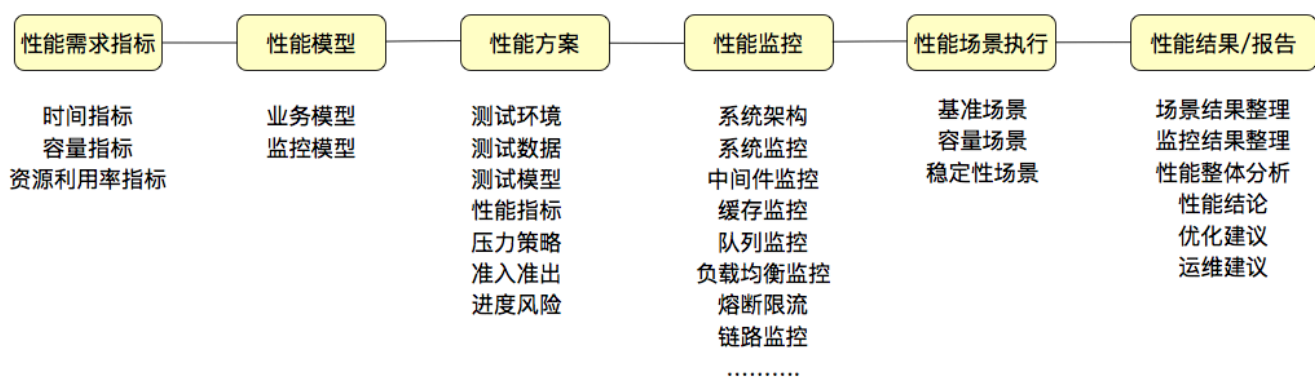 性能需求指标
性能模型
性能方案
性能监控
性能场景执行
性能结果/报告
时间指标
容量指标
资源利用率指标
业务模型
监控模型
测试环境
测试数据
测试模型
性能指标
压力策略
准入准出
进度风险
系统架构
系统监控
中间件监控
缓存监控
队列监控
负载均衡监控
熔断限流
链路监控
..........
基准场景
容量场景
稳定性场景
场景结果整理
监控结果整理
性能整体分析
性能结论
优化建议
运维建议